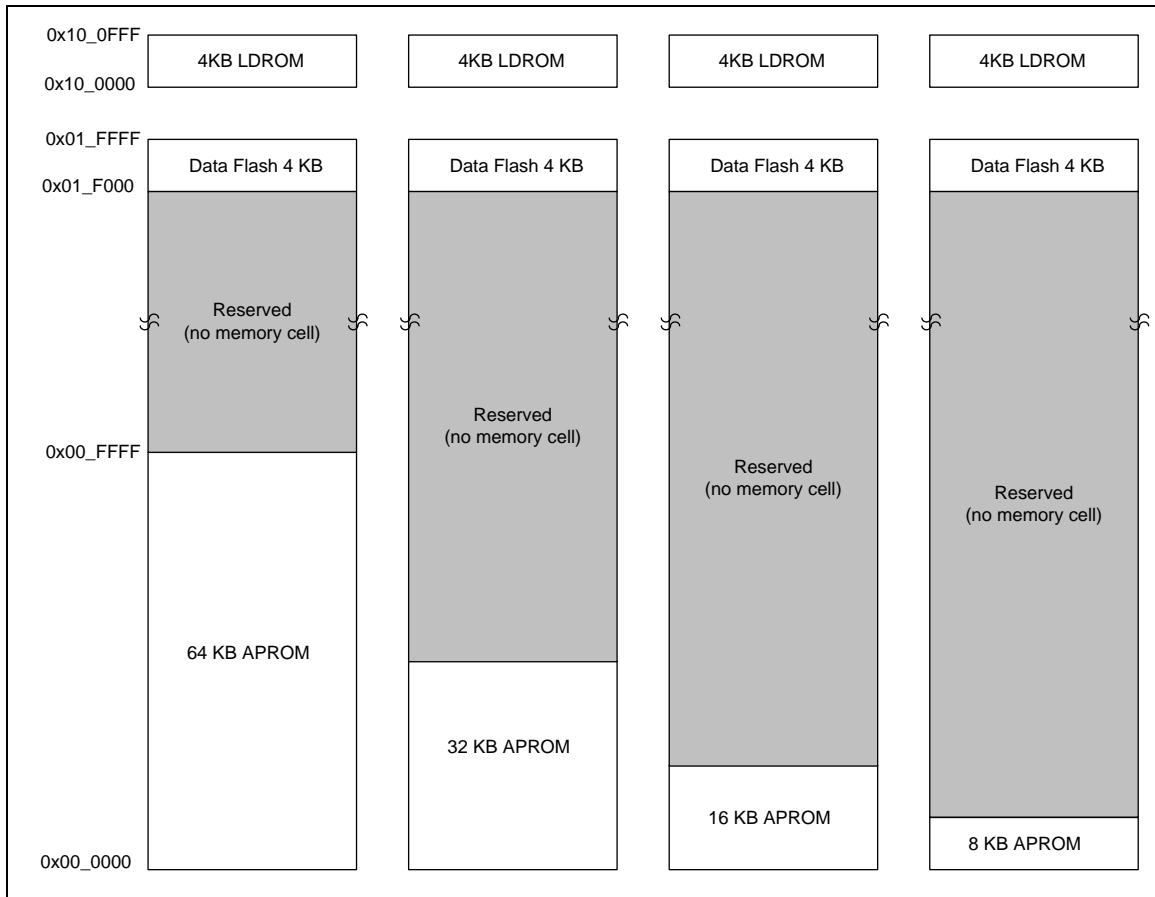 0x10_0FFF
4KB LDROM
4KB LDROM
4KB LDROM
4KB LDROM
0x10_0000
0x01_FFFF
Data Flash 4 KB
Data Flash 4 KB
Data Flash 4 KB
Data Flash 4 KB
0x01_F000
Reserved
(no memory cell)
Reserved
(no memory cell)
Reserved
(no memory cell)
Reserved
(no memory cell)
0x00_FFFF
64 KB APROM
32 KB APROM
16 KB APROM
8 KB APROM
0x00_0000